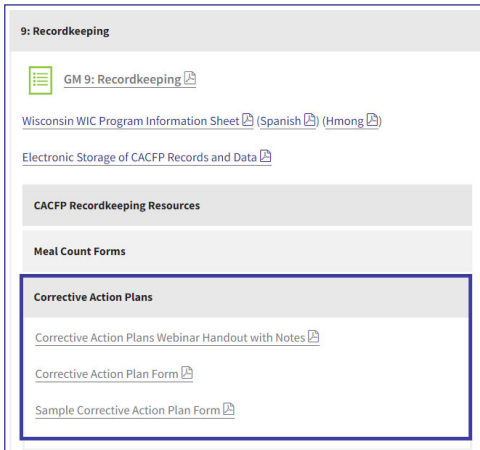 9: Recordkeeping
GM 9: Recordkeeping
Wisconsin WIC Program Information Sheet (Spanish) (Hmong)
Electronic Storage of CACFP Records and Data
CACFP Recordkeeping Resources
Meal Count Forms
Corrective Action Plans
Corrective Action Plans Webinar Handout with Notes
Corrective Action Plan Form
Sample Corrective Action Plan Form